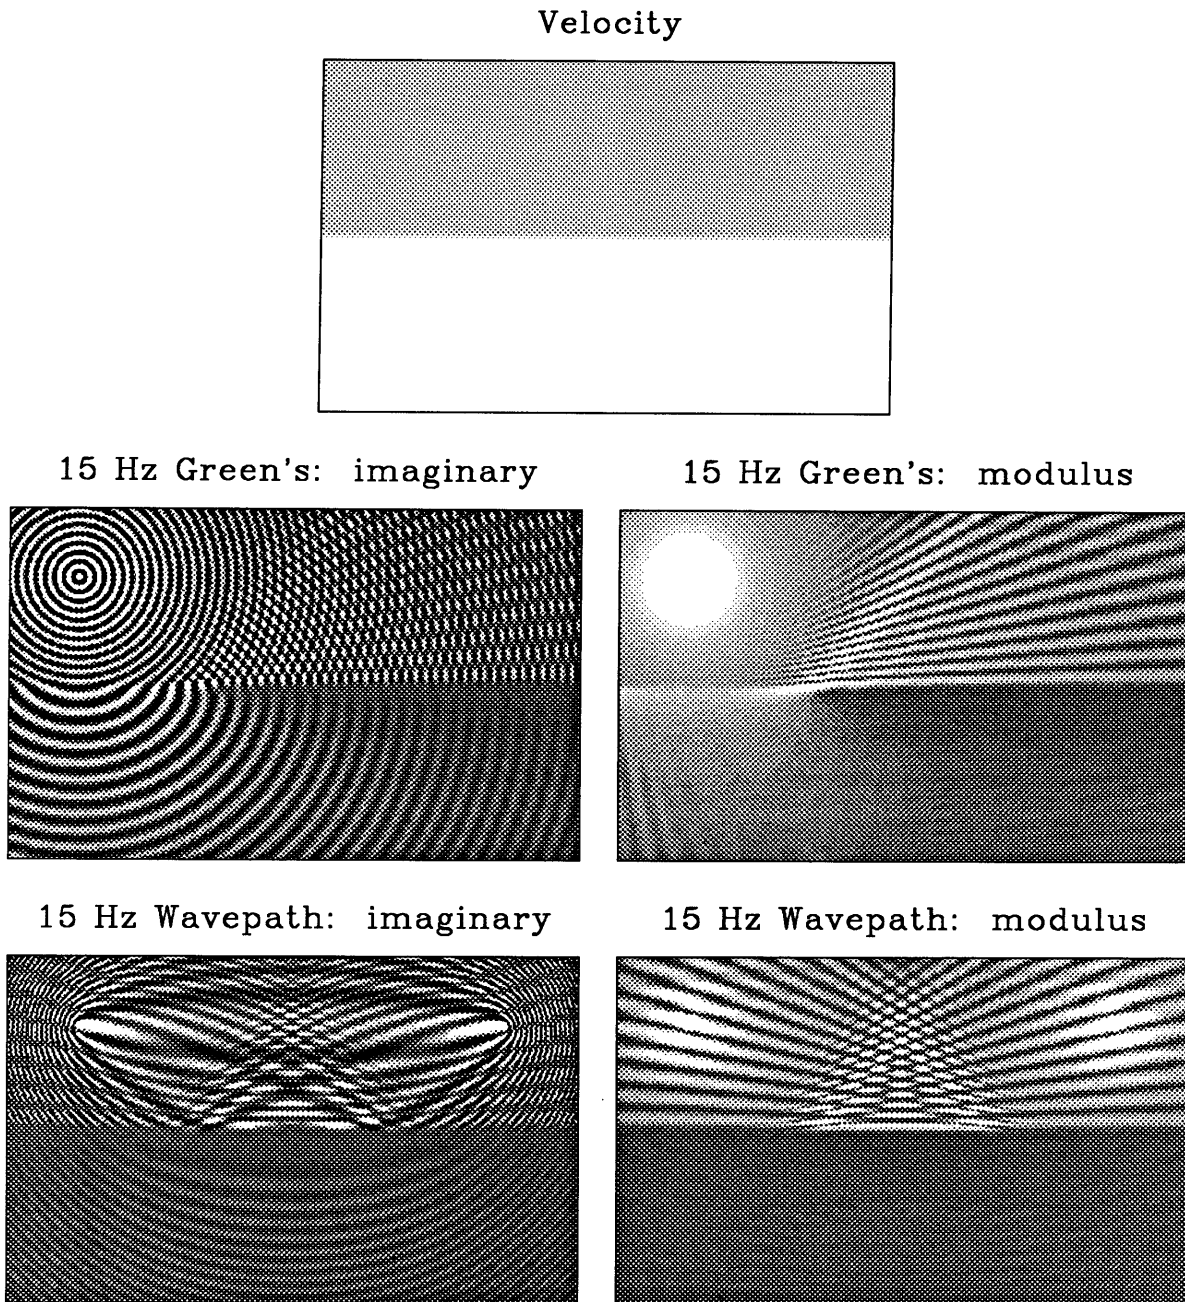 Velocity
15 Hz Green's: imaginary
15 Hz Green's: modulus
15 Hz Wavepath: imaginary
15 Hz Wavepath: modulus